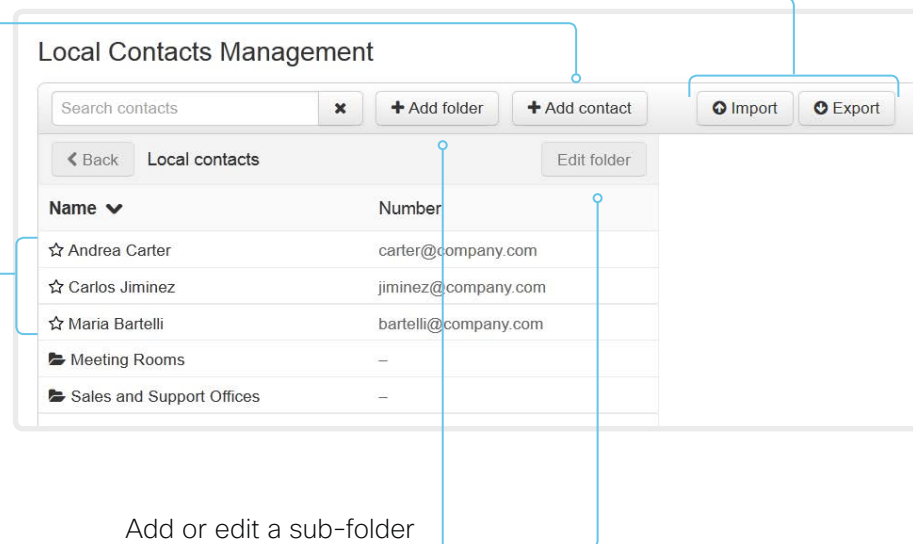 Local Contacts Management
Search contacts ✖ + Add folder + Add contact Import Export
Back Local contacts Edit folder
Name Number
Andrea Carter carter@company.com
Carlos Jiminez jiminez@company.com
Maria Bartelli bartelli@company.com
Meeting Rooms –
Sales and Support Offices –
Add or edit a sub-folder